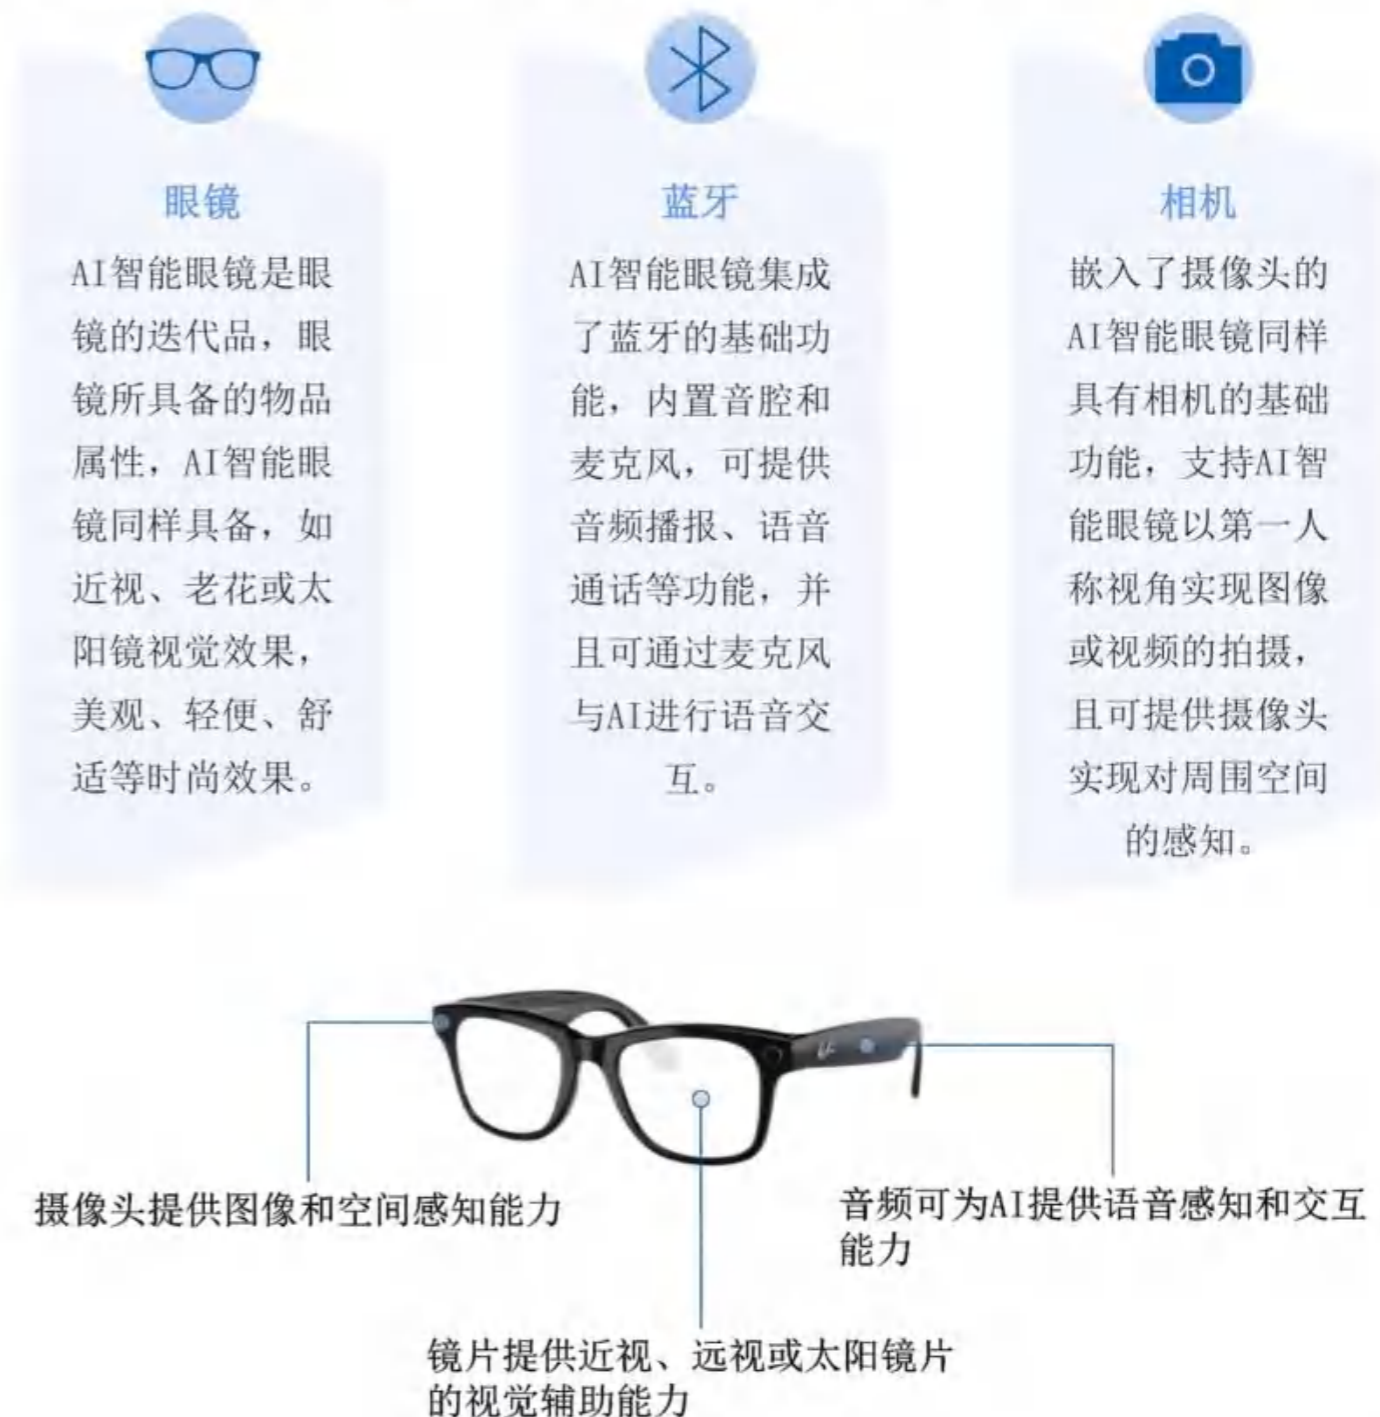 眼镜
AI智能眼镜是眼
镜的迭代品，眼
镜所具备的物品
属性，AI智能眼
镜同样具备，如
近视、老花或太
阳镜视觉效果，
美观、轻便、舒
适等时尚效果。
蓝牙
AI智能眼镜集成
了蓝牙的基础功
能，内置音腔和
麦克风，可提供
音频播报、语音
通话等功能，并
且可通过麦克风
与AI进行语音交
互。
相机
嵌入了摄像头的
AI智能眼镜同样
具有相机的基础
功能，支持AI智
能眼镜以第一人
称视角实现图像
或视频的拍摄，
且可提供摄像头
实现对周围空间
的感知。
摄像头提供图像和空间感知能力
音频可为AI提供语音感知和交互
能力
镜片提供近视、远视或太阳镜片
的视觉辅助能力